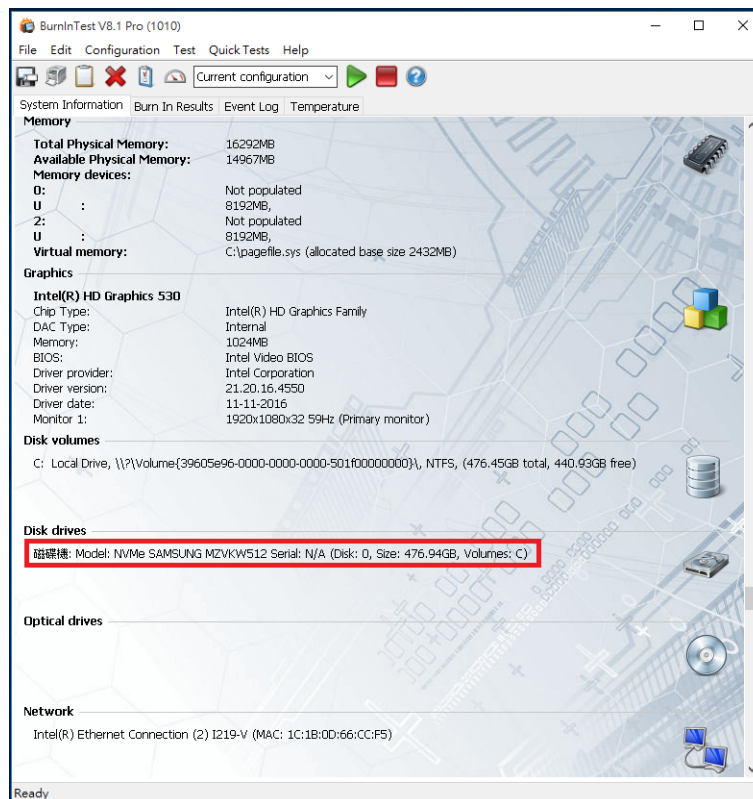 BurnInTest V8.1 Pro (1010)
File Edit Configuration Test Quick Tests Help
Current configuration
System Information Burn In Results Event Log Temperature
Memory
Total Physical Memory: 16292MB
Available Physical Memory: 14967MB
Memory devices:
0: Not populated
U : 8192MB,
2: Not populated
U : 8192MB,
Virtual memory: C:\pagefile.sys (allocated base size 2432MB)
Graphics
Intel(R) HD Graphics 530
Chip Type: Intel(R) HD Graphics Family
DAC Type: Internal
Memory: 1024MB
BIOS: Intel Video BIOS
Driver provider: Intel Corporation
Driver version: 21.20.16.4550
Driver date: 11-11-2016
Monitor 1: 1920x1080x32 59Hz (Primary monitor)
Disk volumes
C: Local Drive, \\?\Volume{39605e96-0000-0000-0000-501f00000000}\, NTFS, (476.45GB total, 440.93GB free)
Disk drives
磁碟機: Model: NVMe SAMSUNG MZVKW512 Serial: N/A (Disk: 0, Size: 476.94GB, Volumes: C)
Optical drives
Network
Intel(R) Ethernet Connection (2) I219-V (MAC: 1C:1B:0D:66:CC:F5)
Ready